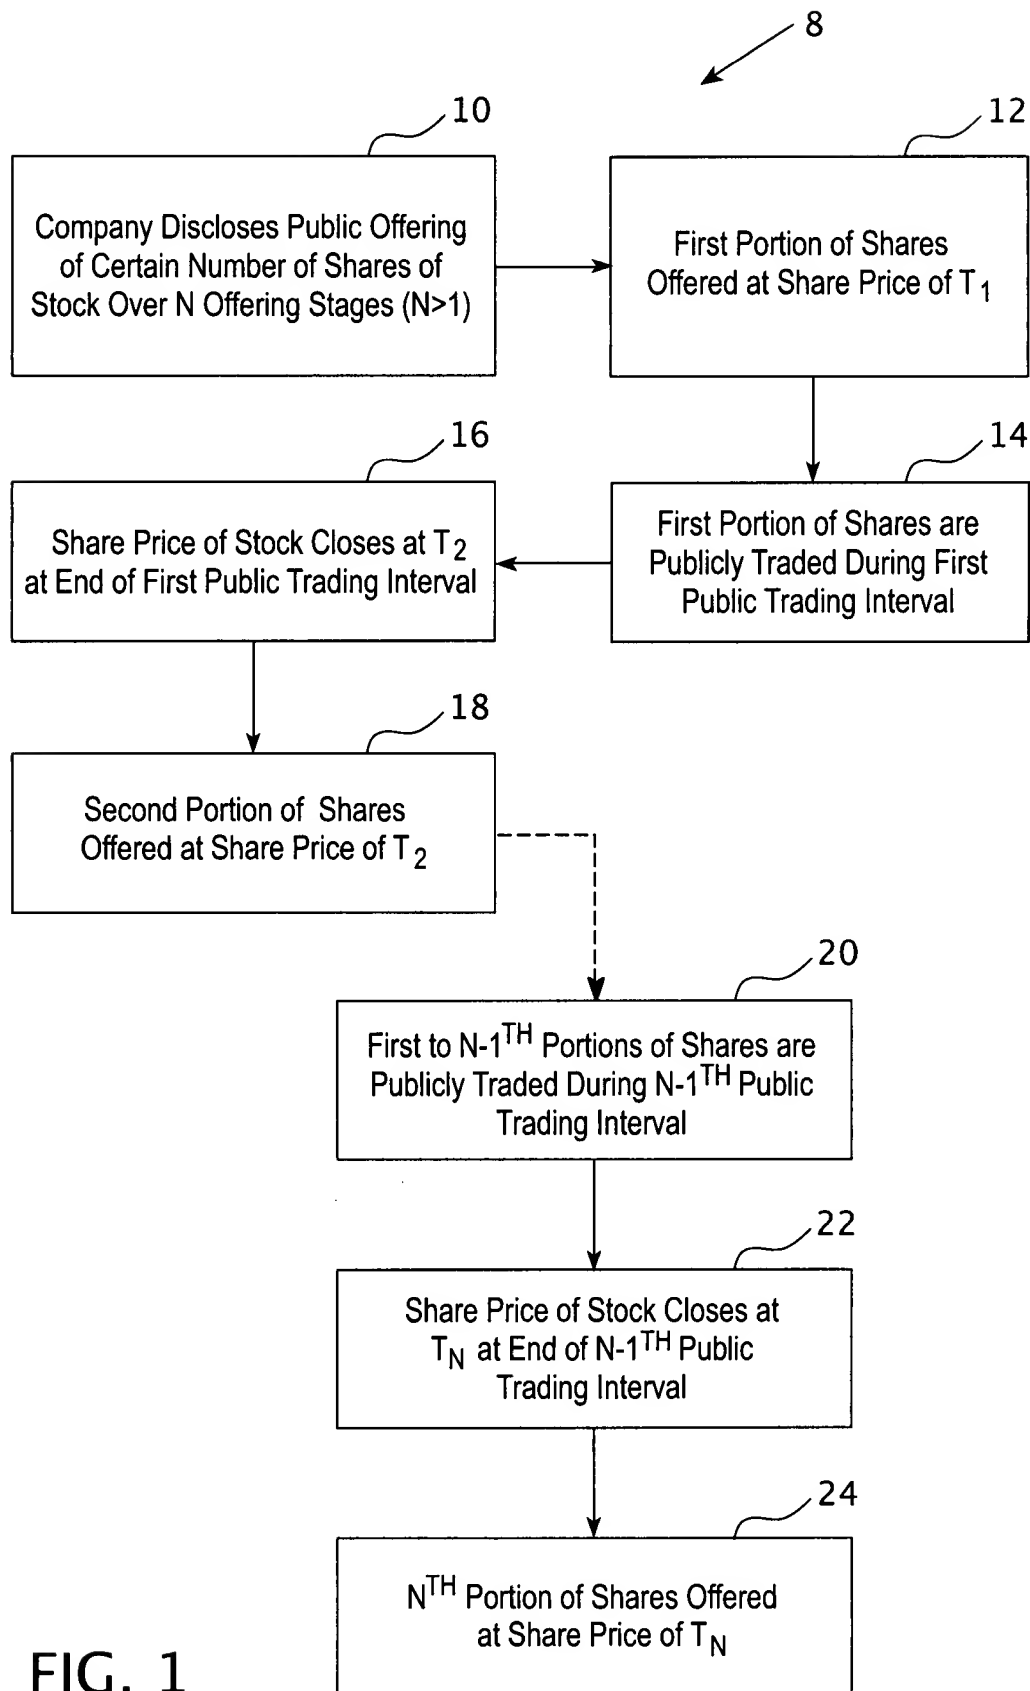 8
10
Company Discloses Public Offering
of Certain Number of Shares of
Stock Over N Offering Stages (N>1)
12
First Portion of Shares
Offered at Share Price of T1
14
First Portion of Shares are
Publicly Traded During First
Public Trading Interval
16
Share Price of Stock Closes at T2
at End of First Public Trading Interval
18
Second Portion of Shares
Offered at Share Price of T2
20
First to N-1TH Portions of Shares are
Publicly Traded During N-1TH Public
Trading Interval
22
Share Price of Stock Closes at
TN at End of N-1TH Public
Trading Interval
24
NTH Portion of Shares Offered
at Share Price of TN
FIG. 1